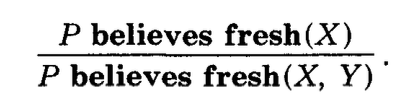 P believes fresh(X)
P believes fresh(X, Y)
.